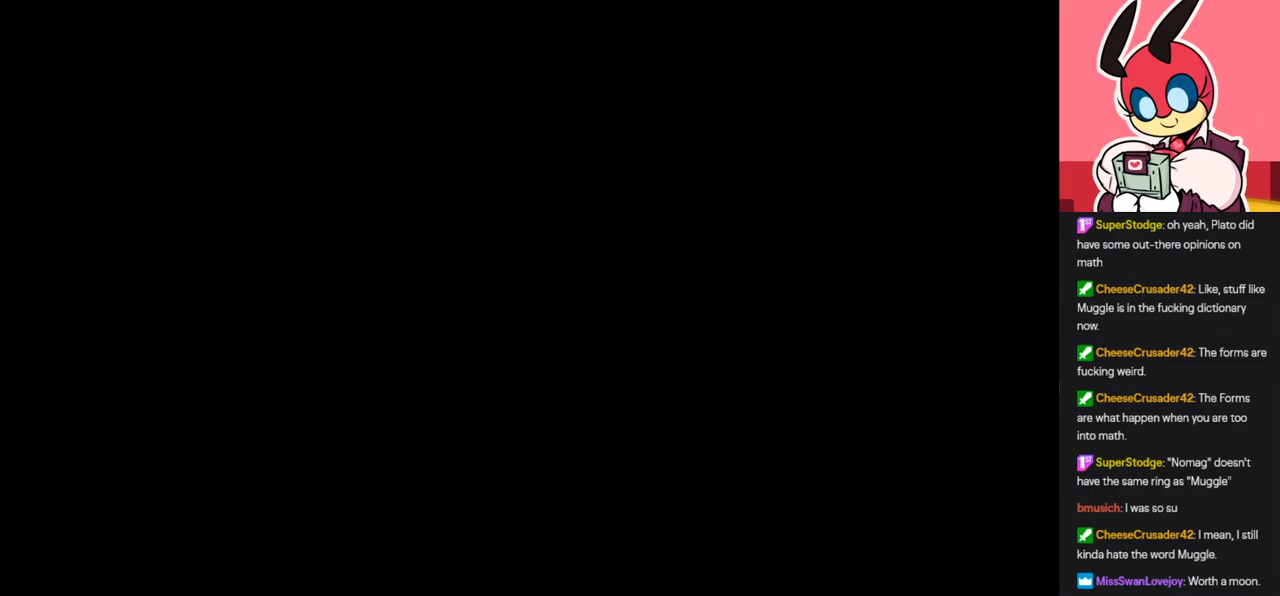 SuperStodge: oh yeah, Plato did
have some out-there opinions on
math
CheeseCrusader42: Like, stuff like
Muggle is in the fucking dictionary
now.
CheeseCrusader42: The forms are
fucking weird.
CheeseCrusader42: The Forms
are what happen when you are too
into math.
SuperStodge: "Nomag" doesn't
have the same ring as "Muggle"
bmusich: I was so su
CheeseCrusader42: I mean, I still
kinda hate the word Muggle.
MissSwanLovejoy: Worth a moon.